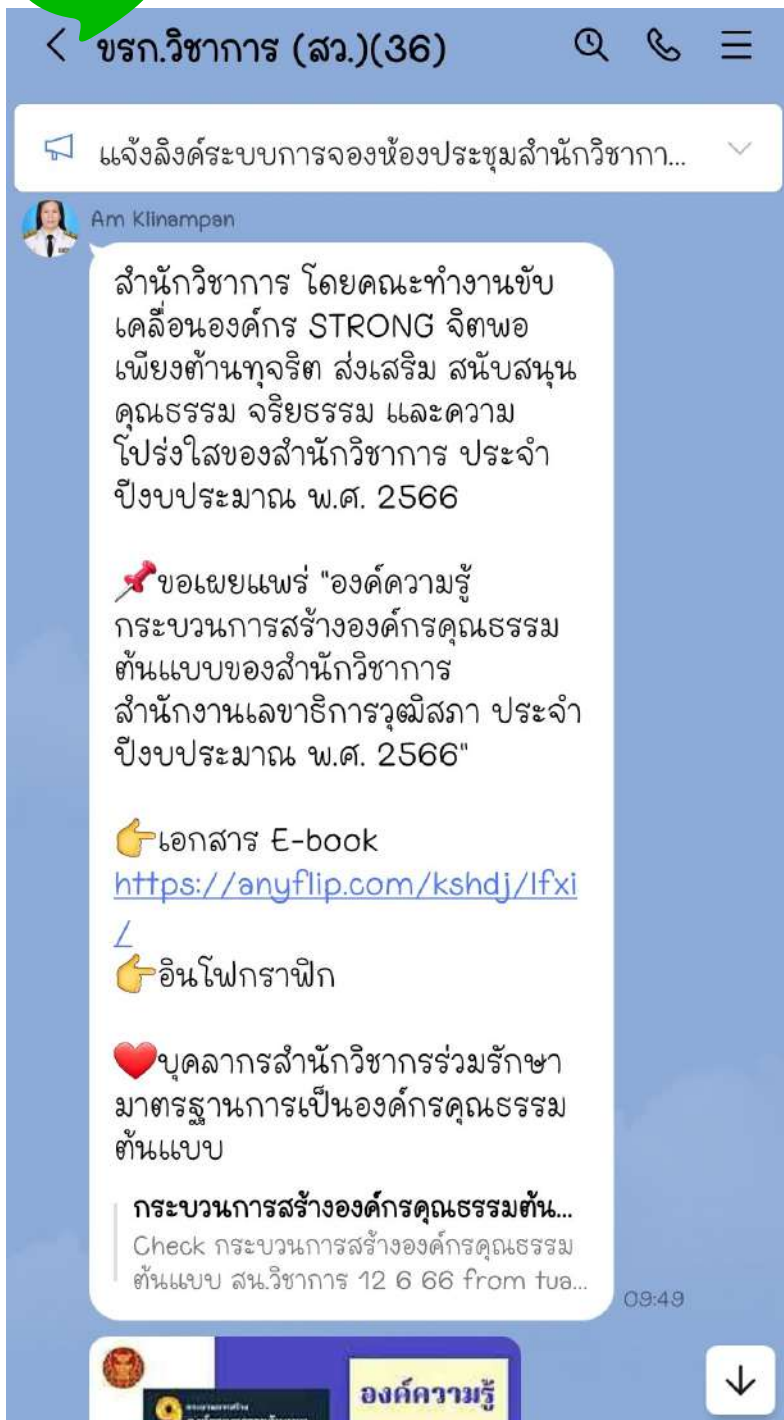 ขรก.วิชาการ (สว.)(36)
แจ้งลิงค์ระบบการจองห้องประชุมสำนักวิชากา...
Am Klinampan
สำนักวิชาการ โดยคณะทำงานขับ
เคลื่อนองค์กร STRONG จิตพอ
เพียงต้านทุจริต ส่งเสริม สนับสนุน
คุณธรรม จริยธรรม และความ
โปร่งใสของสำนักวิชาการ ประจำ
ปีงบประมาณ พ.ศ. 2566
📌ขอเผยแพร่ "องค์ความรู้
กระบวนการสร้างองค์กรคุณธรรม
ต้นแบบของสำนักวิชาการ
สำนักงานเลขาธิการวุฒิสภา ประจำ
ปีงบประมาณ พ.ศ. 2566"
👉เอกสาร E-book
https://anyflip.com/kshdj/lfxi
/
👉อินโฟกราฟิก
❤️บุคลากรสำนักวิชากรร่วมรักษา
มาตรฐานการเป็นองค์กรคุณธรรม
ต้นแบบ
กระบวนการสร้างองค์กรคุณธรรมต้น...
Check กระบวนการสร้างองค์กรคุณธรรม
ต้นแบบ สน.วิชาการ 12 6 66 from tua...
09:49
องค์ความรู้